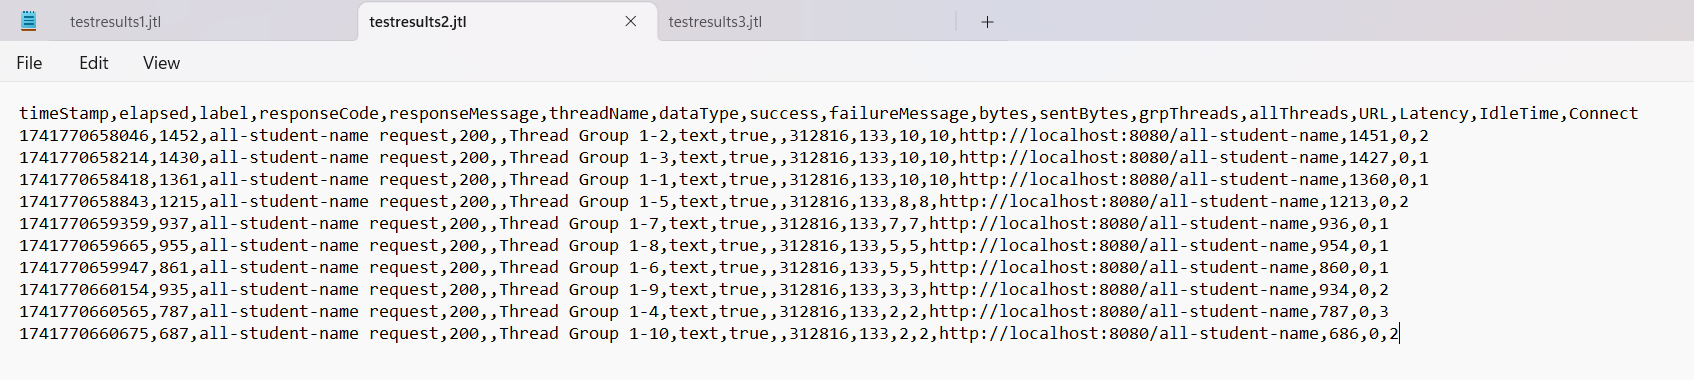 testresults1.jtl testresults2.jtl testresults3.jtl
File Edit View
timeStamp,elapsed,label,responseCode,responseMessage,threadName,dataType,success,failureMessage,bytes,sentBytes,grpThreads,allThreads,URL,Latency,IdleTime,Connect
1741770658046,1452,all-student-name request,200,,Thread Group 1-2,text,true,,312816,133,10,10,http://localhost:8080/all-student-name,1451,0,2
1741770658214,1430,all-student-name request,200,,Thread Group 1-3,text,true,,312816,133,10,10,http://localhost:8080/all-student-name,1427,0,1
1741770658418,1361,all-student-name request,200,,Thread Group 1-1,text,true,,312816,133,10,10,http://localhost:8080/all-student-name,1360,0,1
1741770658843,1215,all-student-name request,200,,Thread Group 1-5,text,true,,312816,133,8,8,http://localhost:8080/all-student-name,1213,0,2
1741770659359,937,all-student-name request,200,,Thread Group 1-7,text,true,,312816,133,7,7,http://localhost:8080/all-student-name,936,0,1
1741770659665,955,all-student-name request,200,,Thread Group 1-8,text,true,,312816,133,5,5,http://localhost:8080/all-student-name,954,0,1
1741770659947,861,all-student-name request,200,,Thread Group 1-6,text,true,,312816,133,5,5,http://localhost:8080/all-student-name,860,0,1
1741770660154,935,all-student-name request,200,,Thread Group 1-9,text,true,,312816,133,3,3,http://localhost:8080/all-student-name,934,0,2
1741770660565,787,all-student-name request,200,,Thread Group 1-4,text,true,,312816,133,2,2,http://localhost:8080/all-student-name,787,0,3
1741770660675,687,all-student-name request,200,,Thread Group 1-10,text,true,,312816,133,2,2,http://localhost:8080/all-student-name,686,0,2